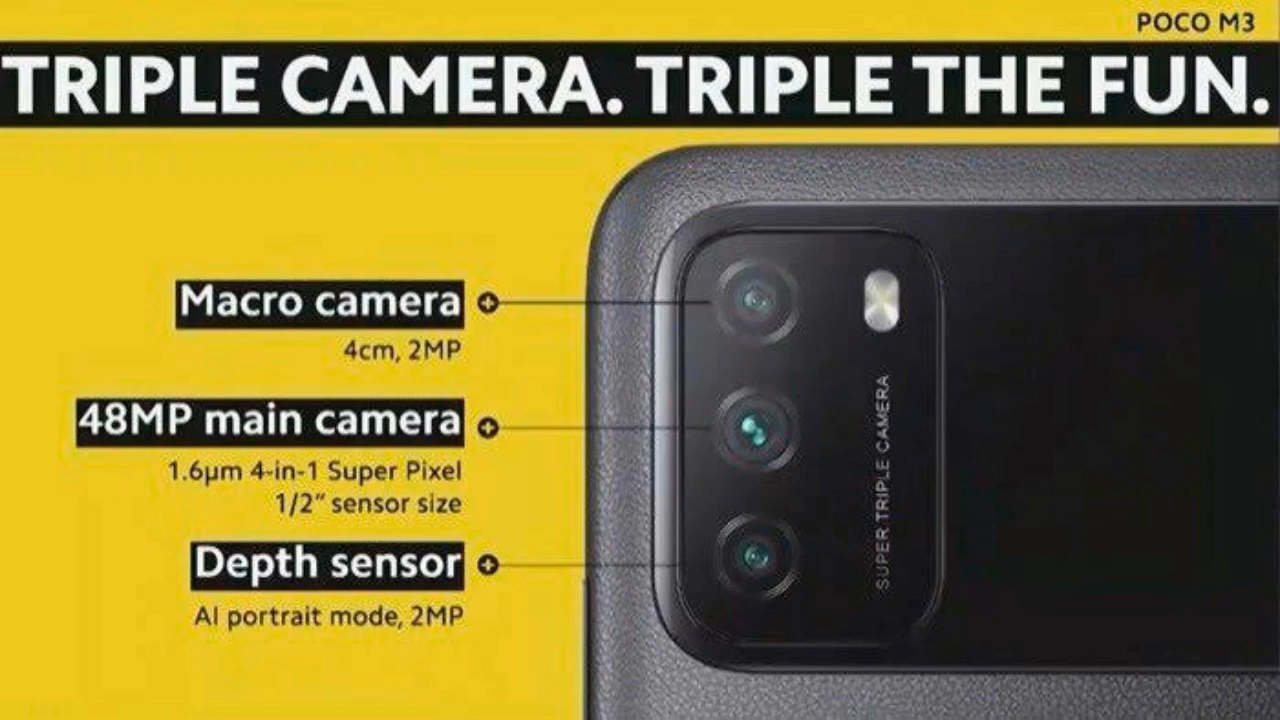 POCO M3
TRIPLE CAMERA. TRIPLE THE FUN.
Macro camera
4cm, 2MP
48MP main camera
1.6μm 4-in-1 Super Pixel
1/2” sensor size
Depth sensor
AI portrait mode, 2MP
SUPER TRIPLE CAMERA